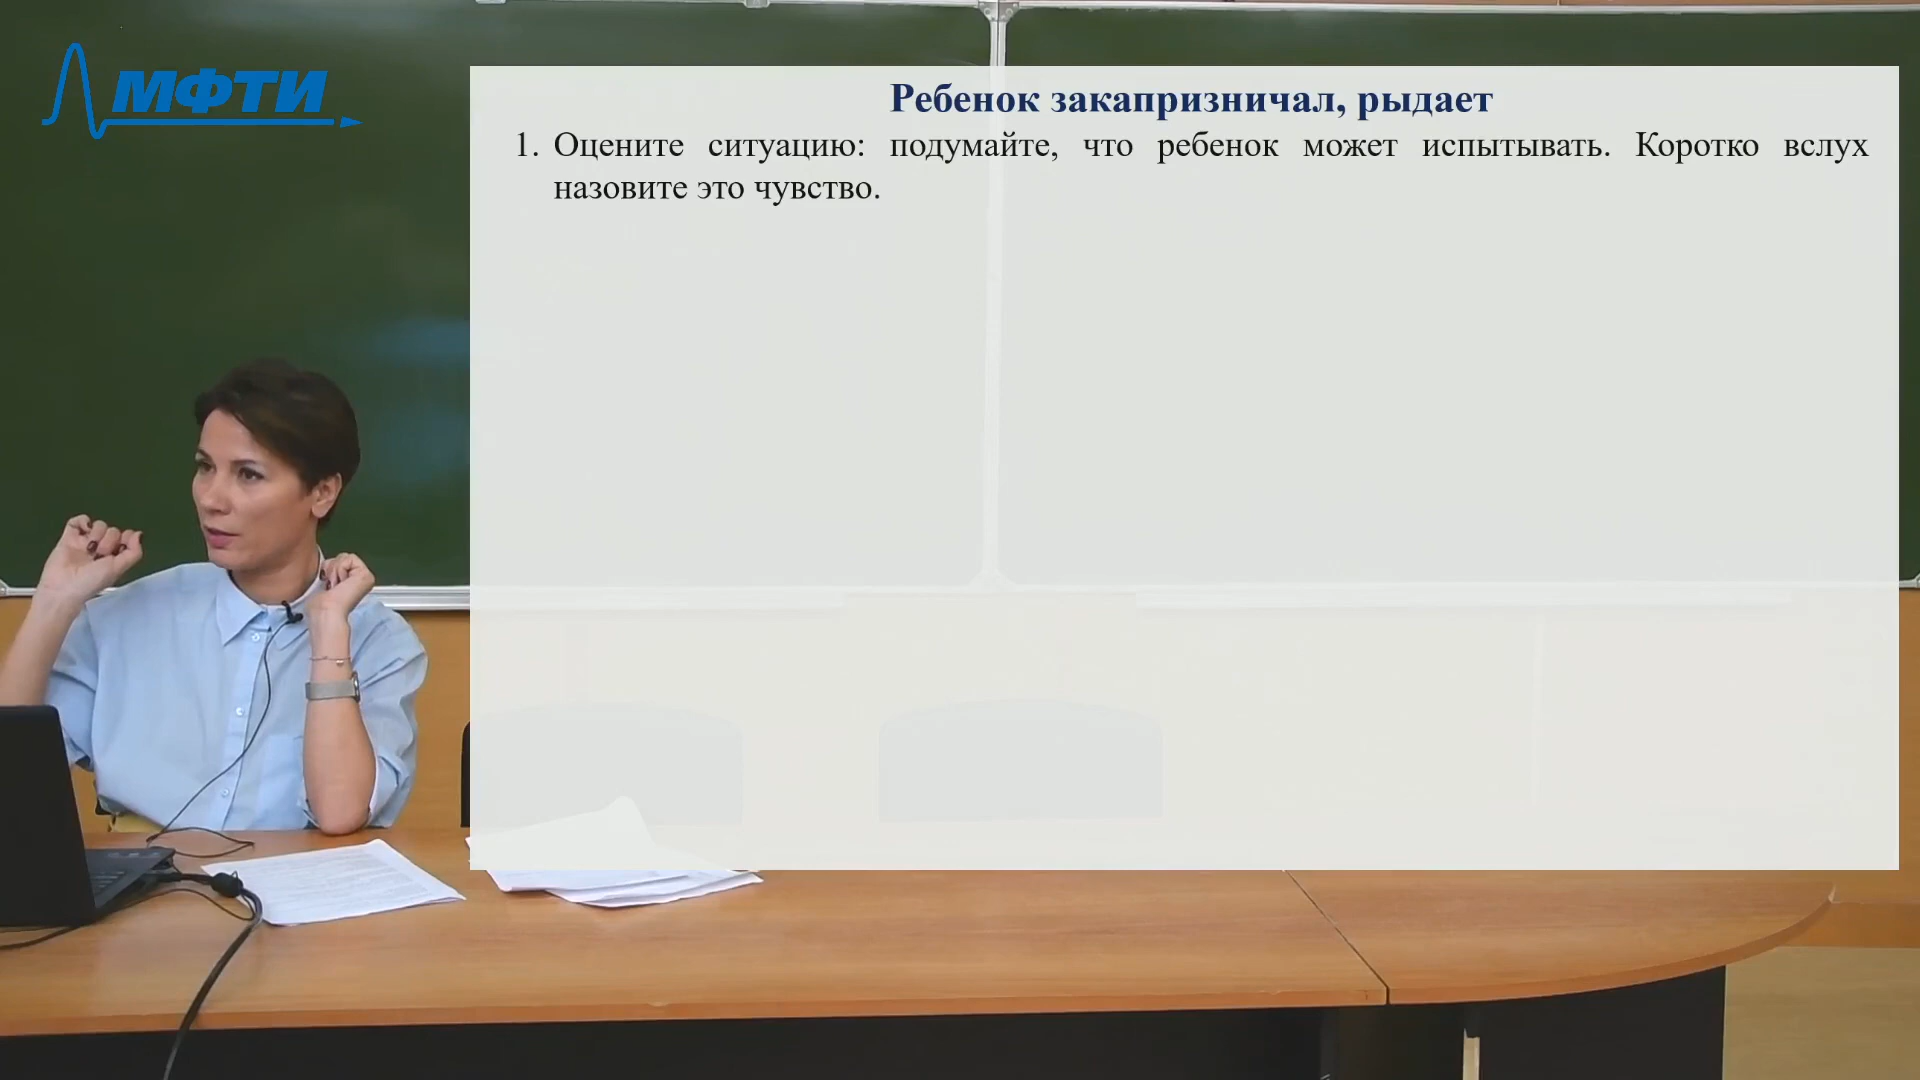 МФТИ
Ребенок закапризничал, рыдает
1. Оцените ситуацию: подумайте, что ребенок может испытывать. Коротко вслух
назовите это чувство.